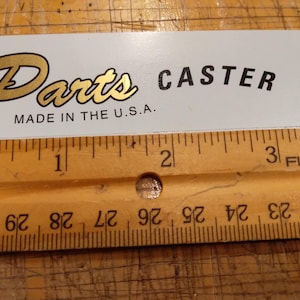 Parts CASTER
MADE IN THE U.S.A.
1 2 3
29 28 27 26 25 24 23